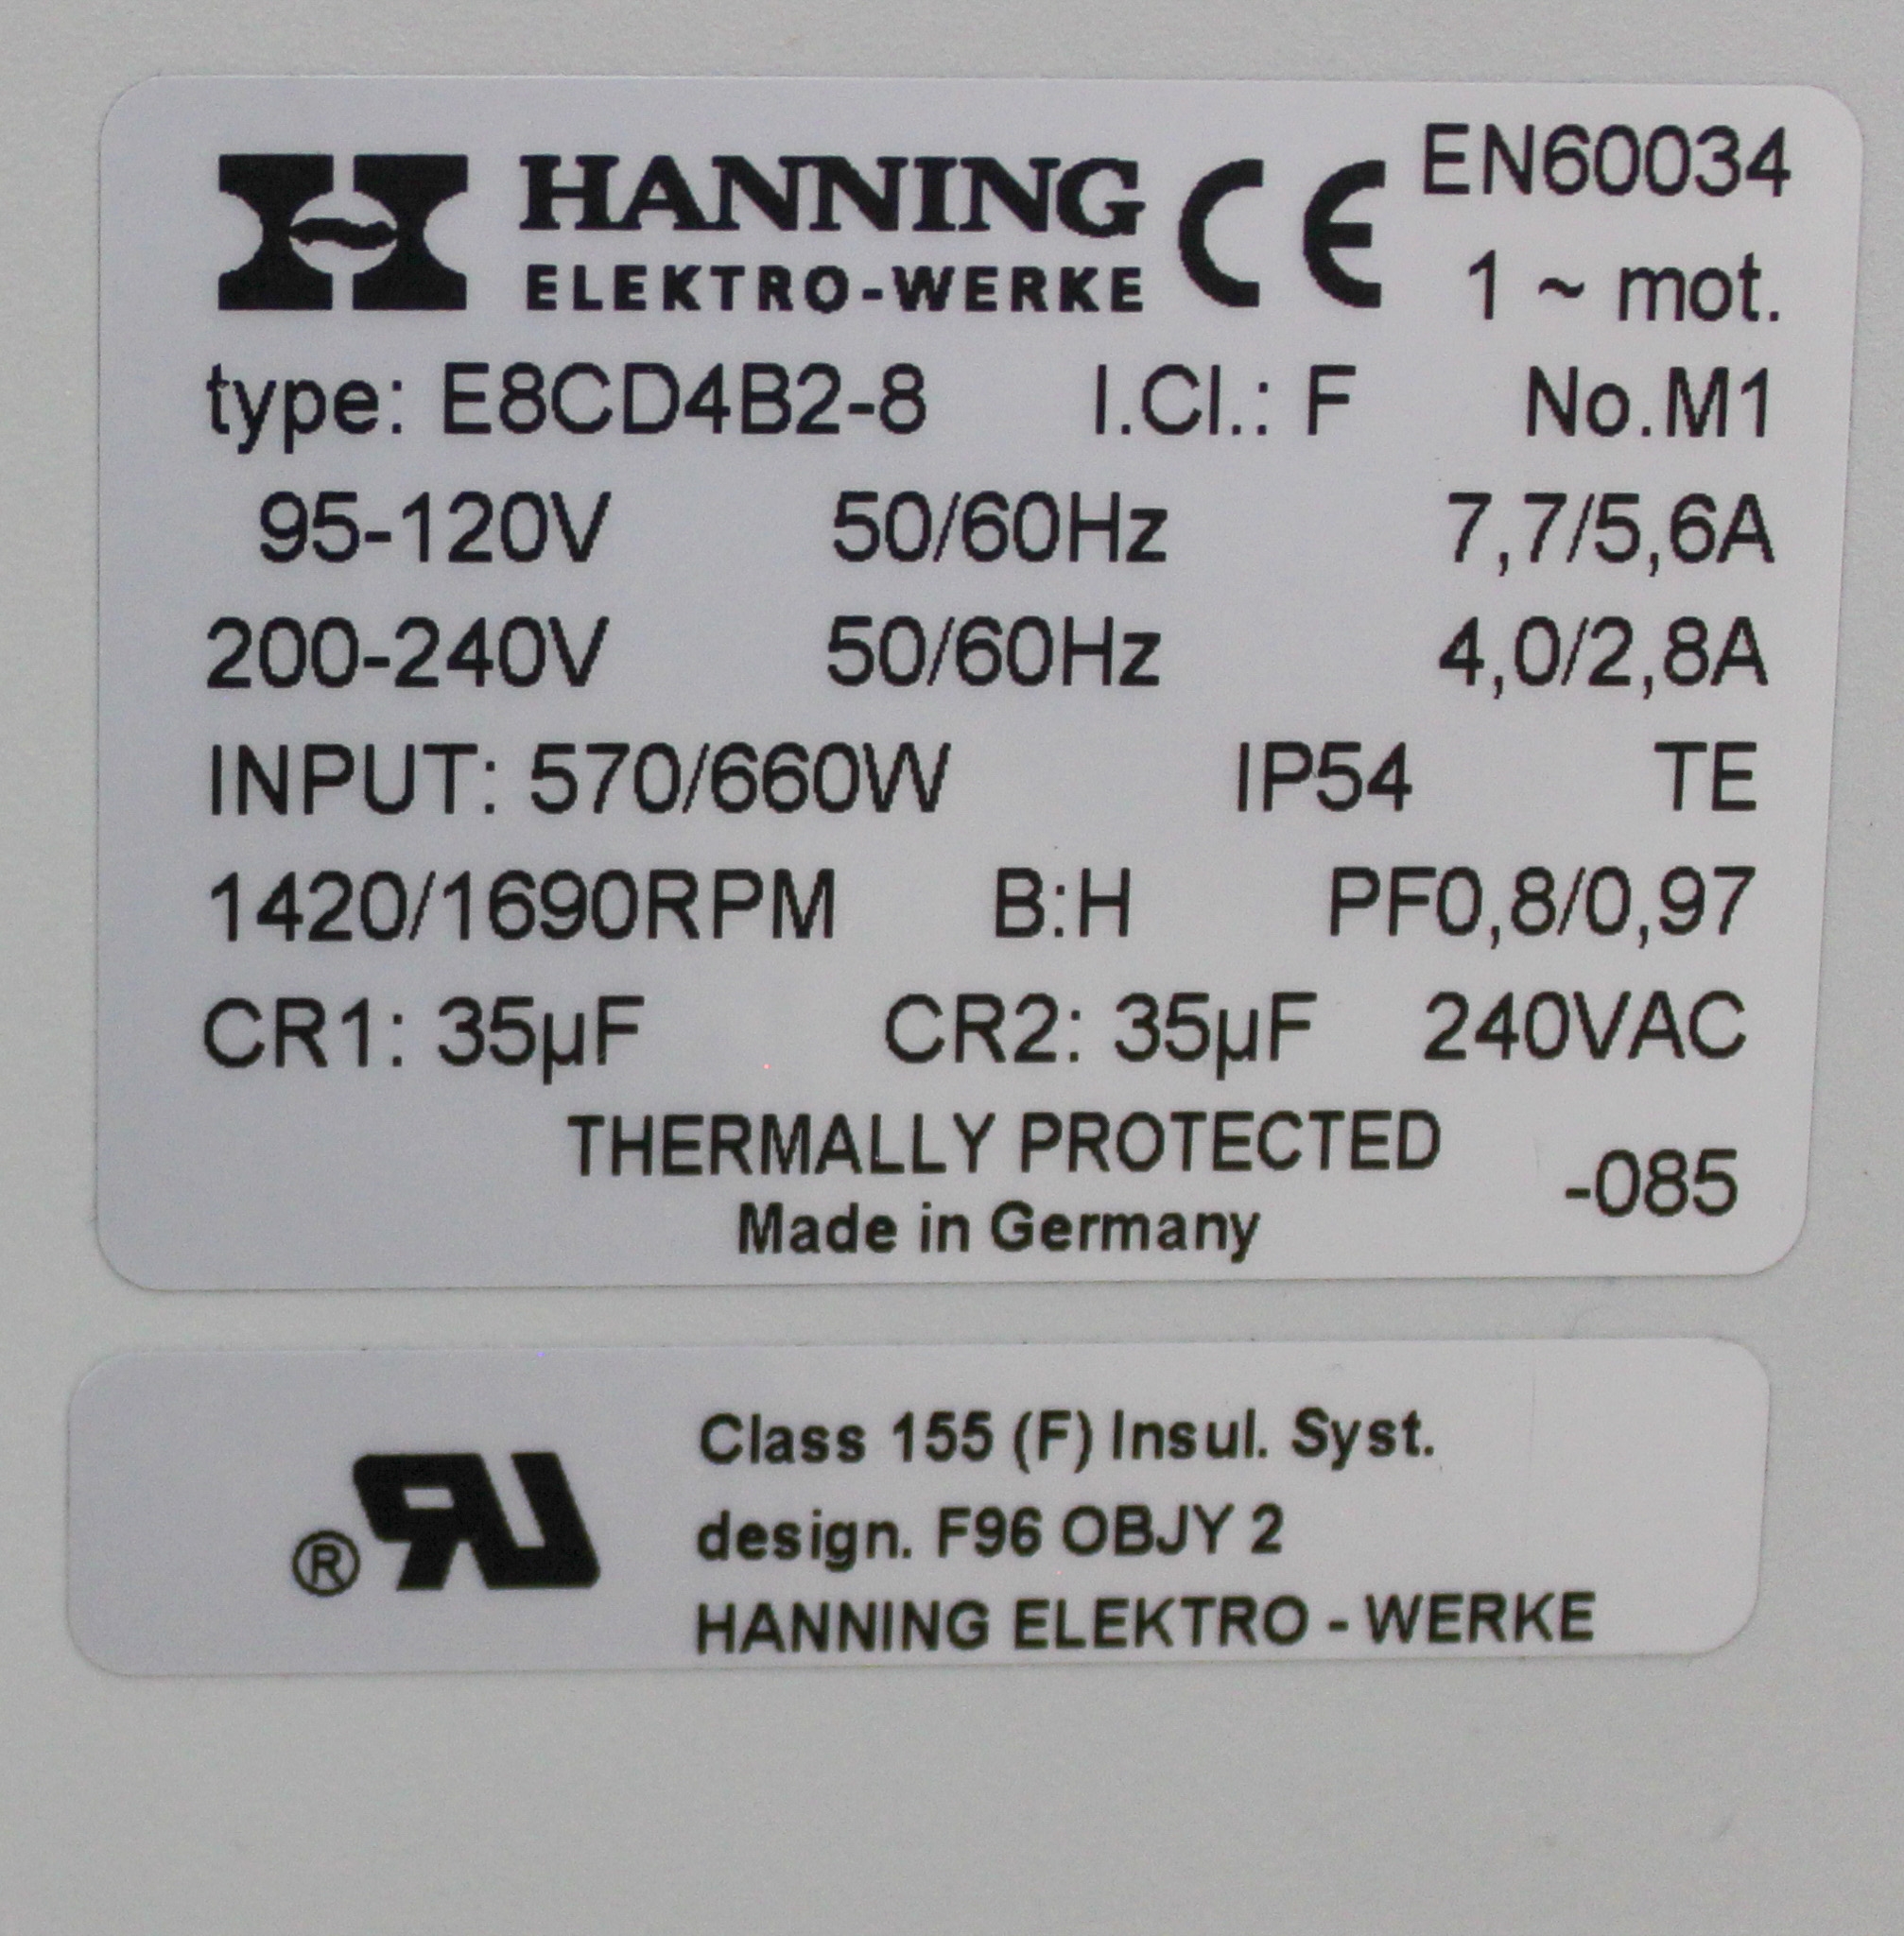 HANNING CE EN60034
ELEKTRO-WERKE 1 ~ mot.
type: E8CD4B2-8 I.Cl.: F No.M1
95-120V 50/60Hz 7,7/5,6A
200-240V 50/60Hz 4,0/2,8A
INPUT: 570/660W IP54 TE
1420/1690RPM B:H PF0,8/0,97
CR1: 35µF CR2: 35µF 240VAC
THERMALLY PROTECTED
-085
Made in Germany
Class 155 (F) Insul. Syst.
design. F96 OBJY 2
® RU
HANNING ELEKTRO - WERKE